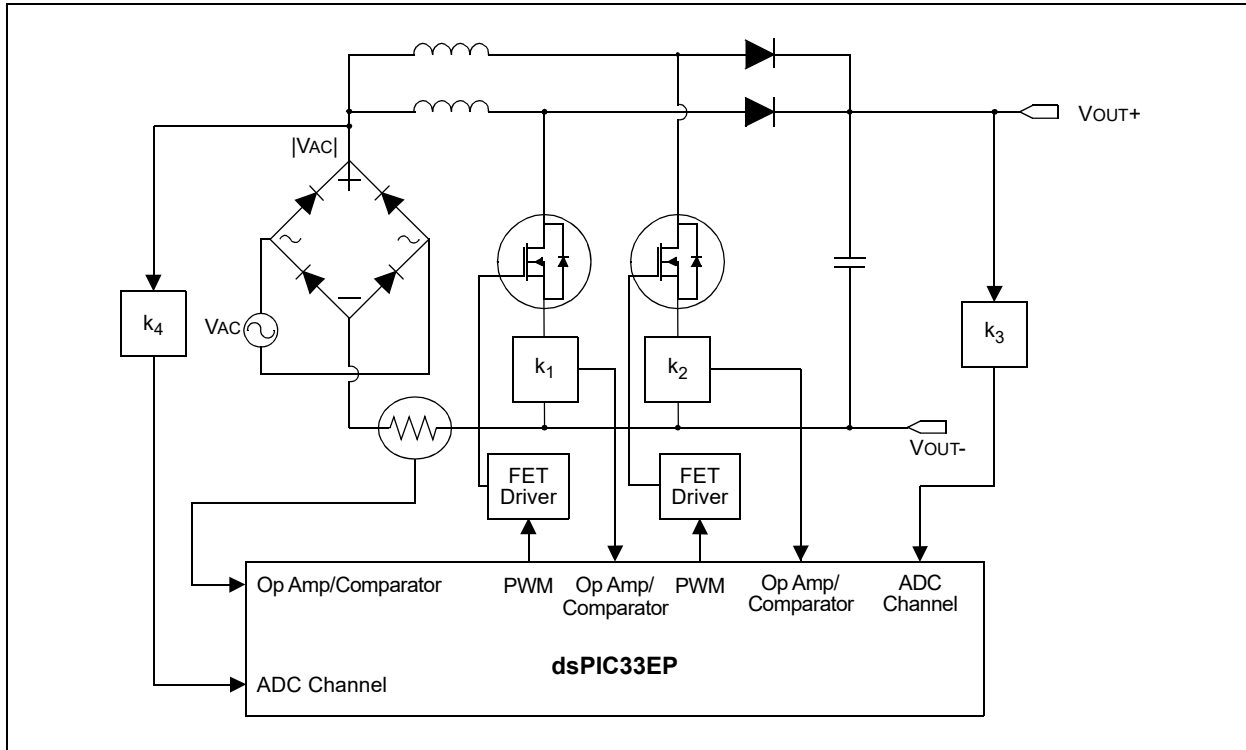 VOUT+
|VAC|
k4
VAC
k3
k1
k2
VOUT-
FET
Driver
FET
Driver
Op Amp/Comparator
PWM
Op Amp/
Comparator
PWM
Op Amp/
Comparator
ADC
Channel
dsPIC33EP
ADC Channel